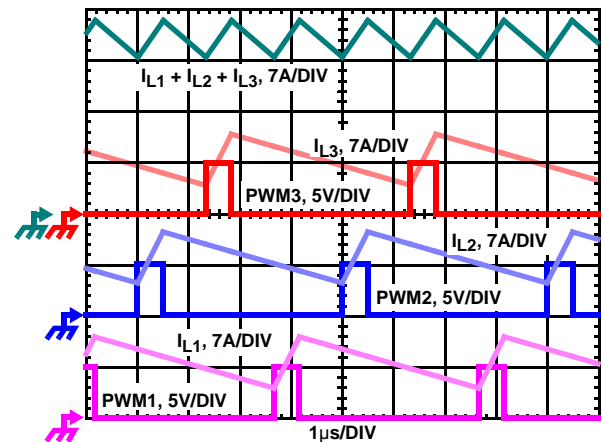 IL1 + IL2 + IL3, 7A/DIV
IL3, 7A/DIV
PWM3, 5V/DIV
IL2, 7A/DIV
PWM2, 5V/DIV
IL1, 7A/DIV
PWM1, 5V/DIV
1µs/DIV